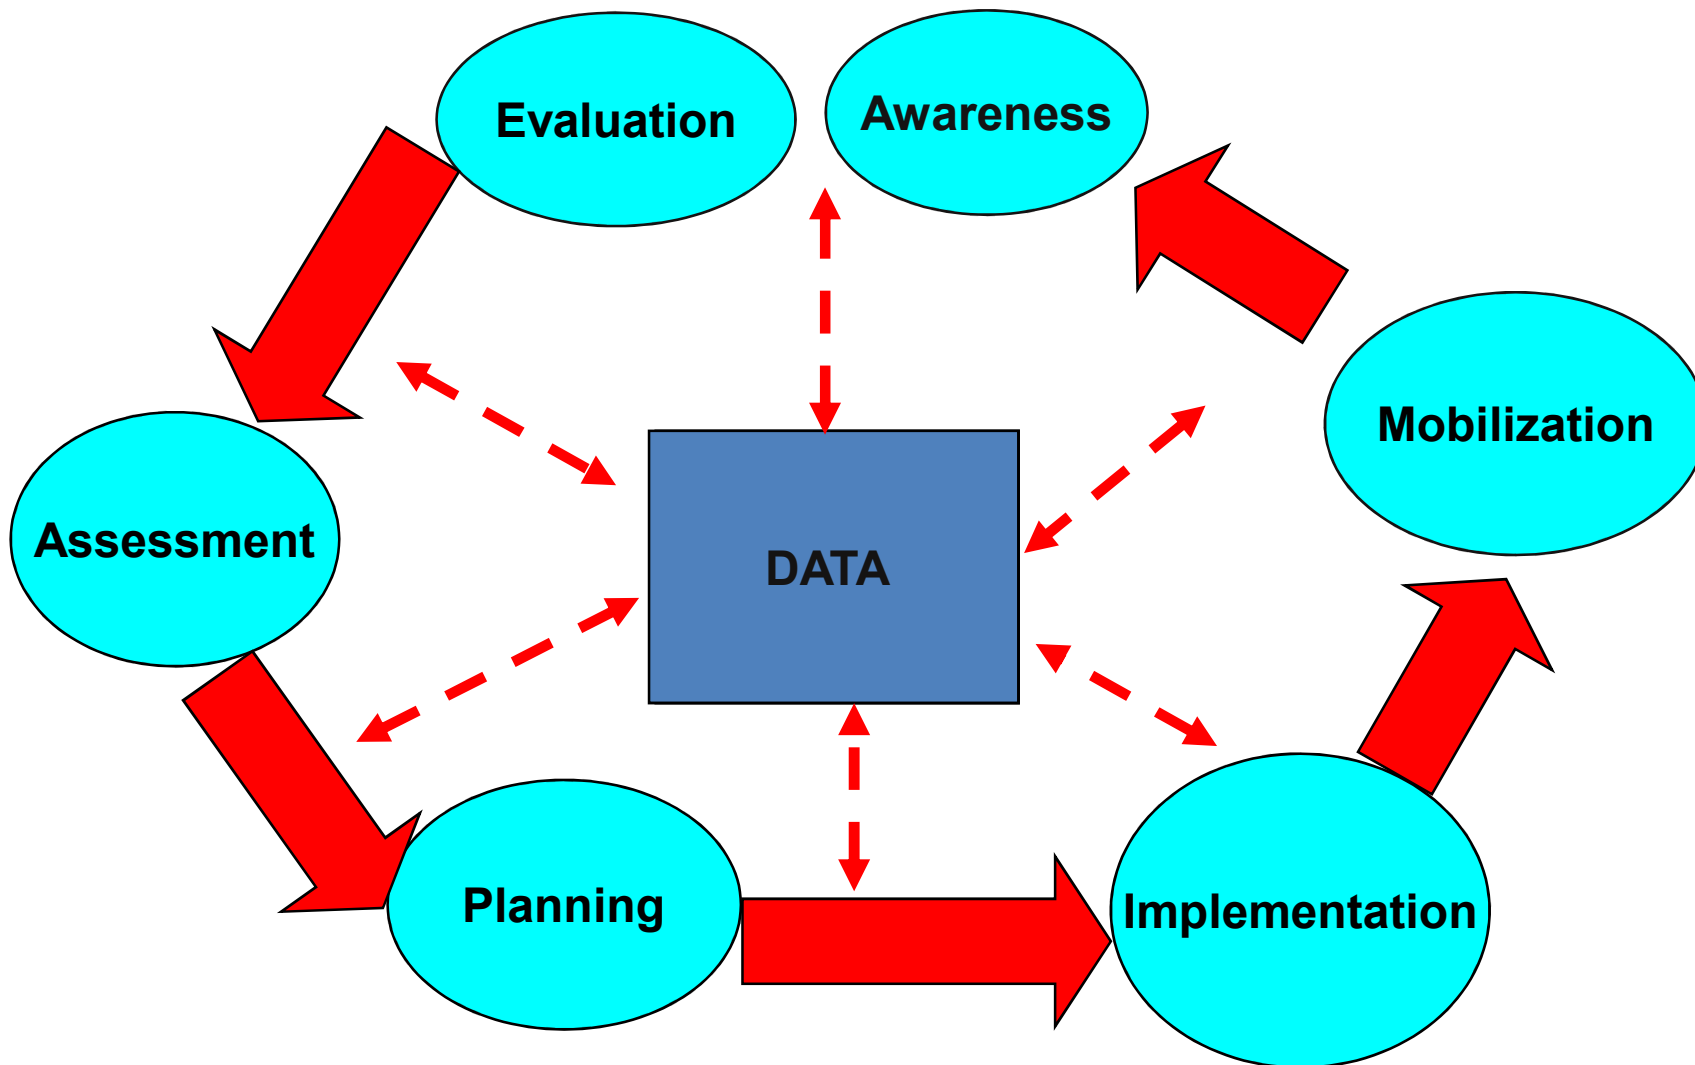 Evaluation
Awareness
Mobilization
Assessment
DATA
Planning
Implementation